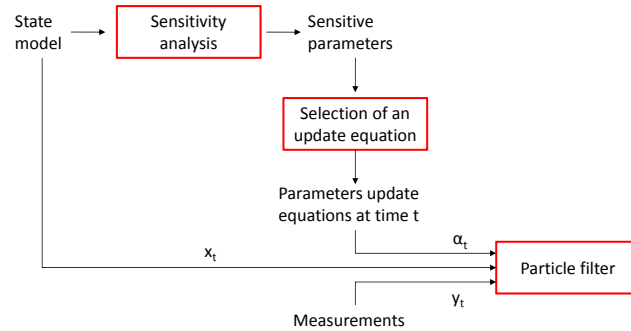 State
model
Sensitivity
analysis
Sensitive
parameters
Selection of an
update equation
Parameters update
equations at time t
αt
xt
Particle filter
yt
Measurements